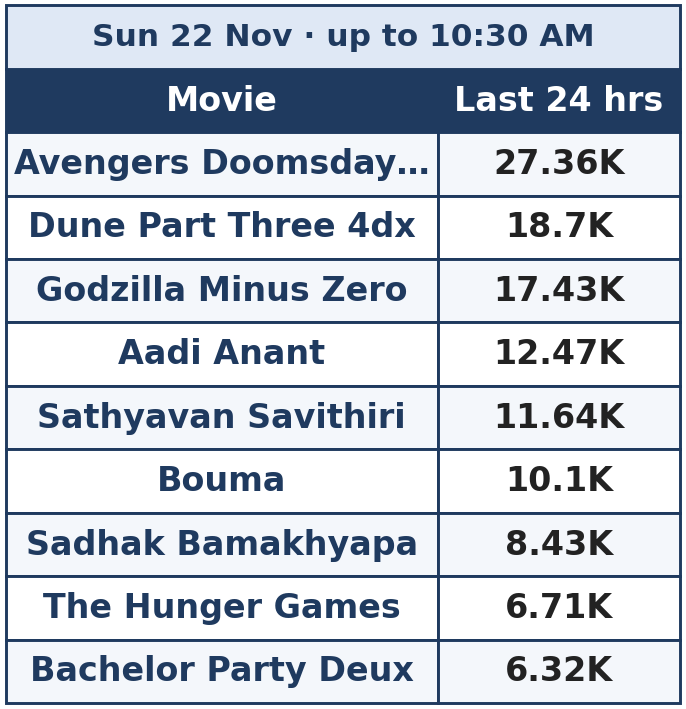 Sun 22 Nov · up to 10:30 AM
Movie Last 24 hrs
Avengers Doomsday... 27.36K
Dune Part Three 4dx 18.7K
Godzilla Minus Zero 17.43K
Aadi Anant 12.47K
Sathyavan Savithiri 11.64K
Bouma 10.1K
Sadhak Bamakhyapa 8.43K
The Hunger Games 6.71K
Bachelor Party Deux 6.32K